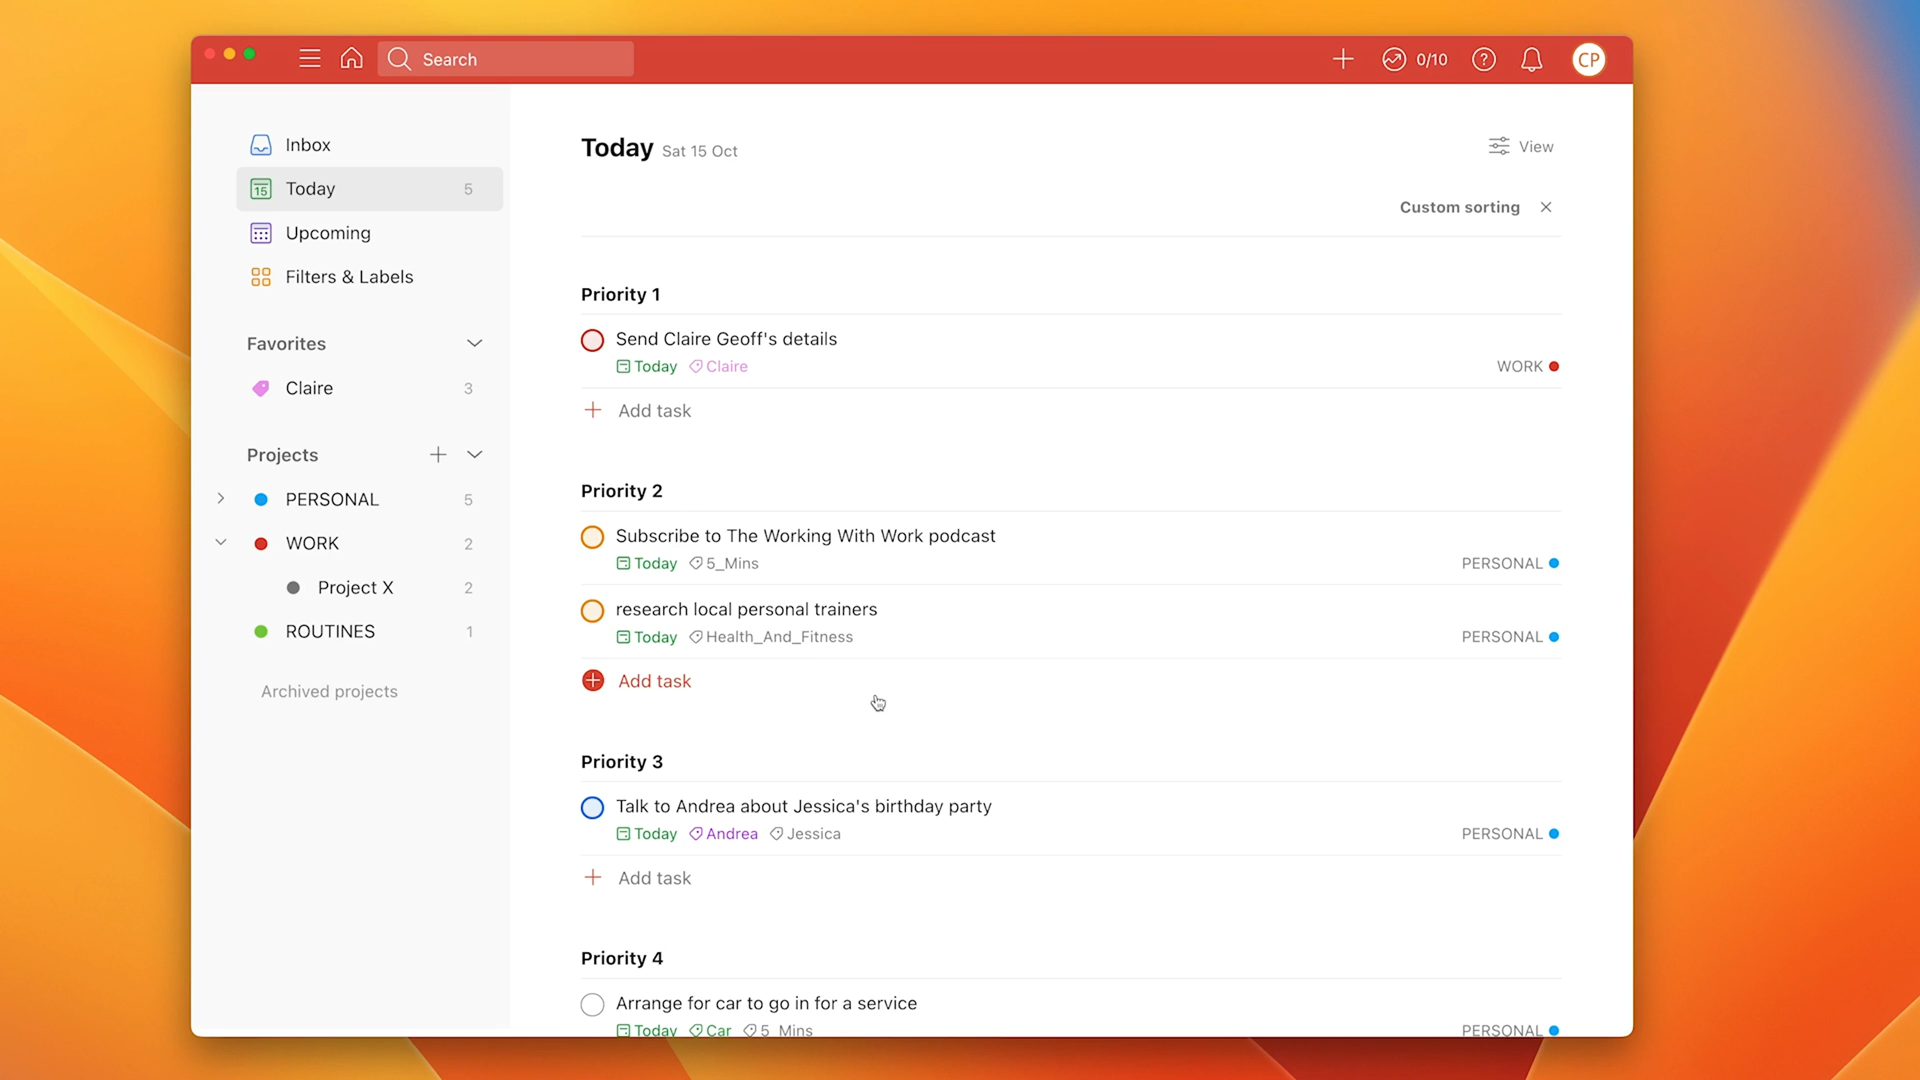 Search
0/10
CP
Inbox
15 Today 5
Upcoming
Filters & Labels
Favorites
Claire 3
Projects
PERSONAL 5
WORK 2
Project X 2
ROUTINES 1
Archived projects
Today Sat 15 Oct
View
Custom sorting
Priority 1
Send Claire Geoff's details
Today Claire WORK
Add task
Priority 2
Subscribe to The Working With Work podcast
Today 5_Mins PERSONAL
research local personal trainers
Today Health_And_Fitness PERSONAL
Add task
Priority 3
Talk to Andrea about Jessica's birthday party
Today Andrea Jessica PERSONAL
Add task
Priority 4
Arrange for car to go in for a service
Today Car 5_Mins PERSONAL